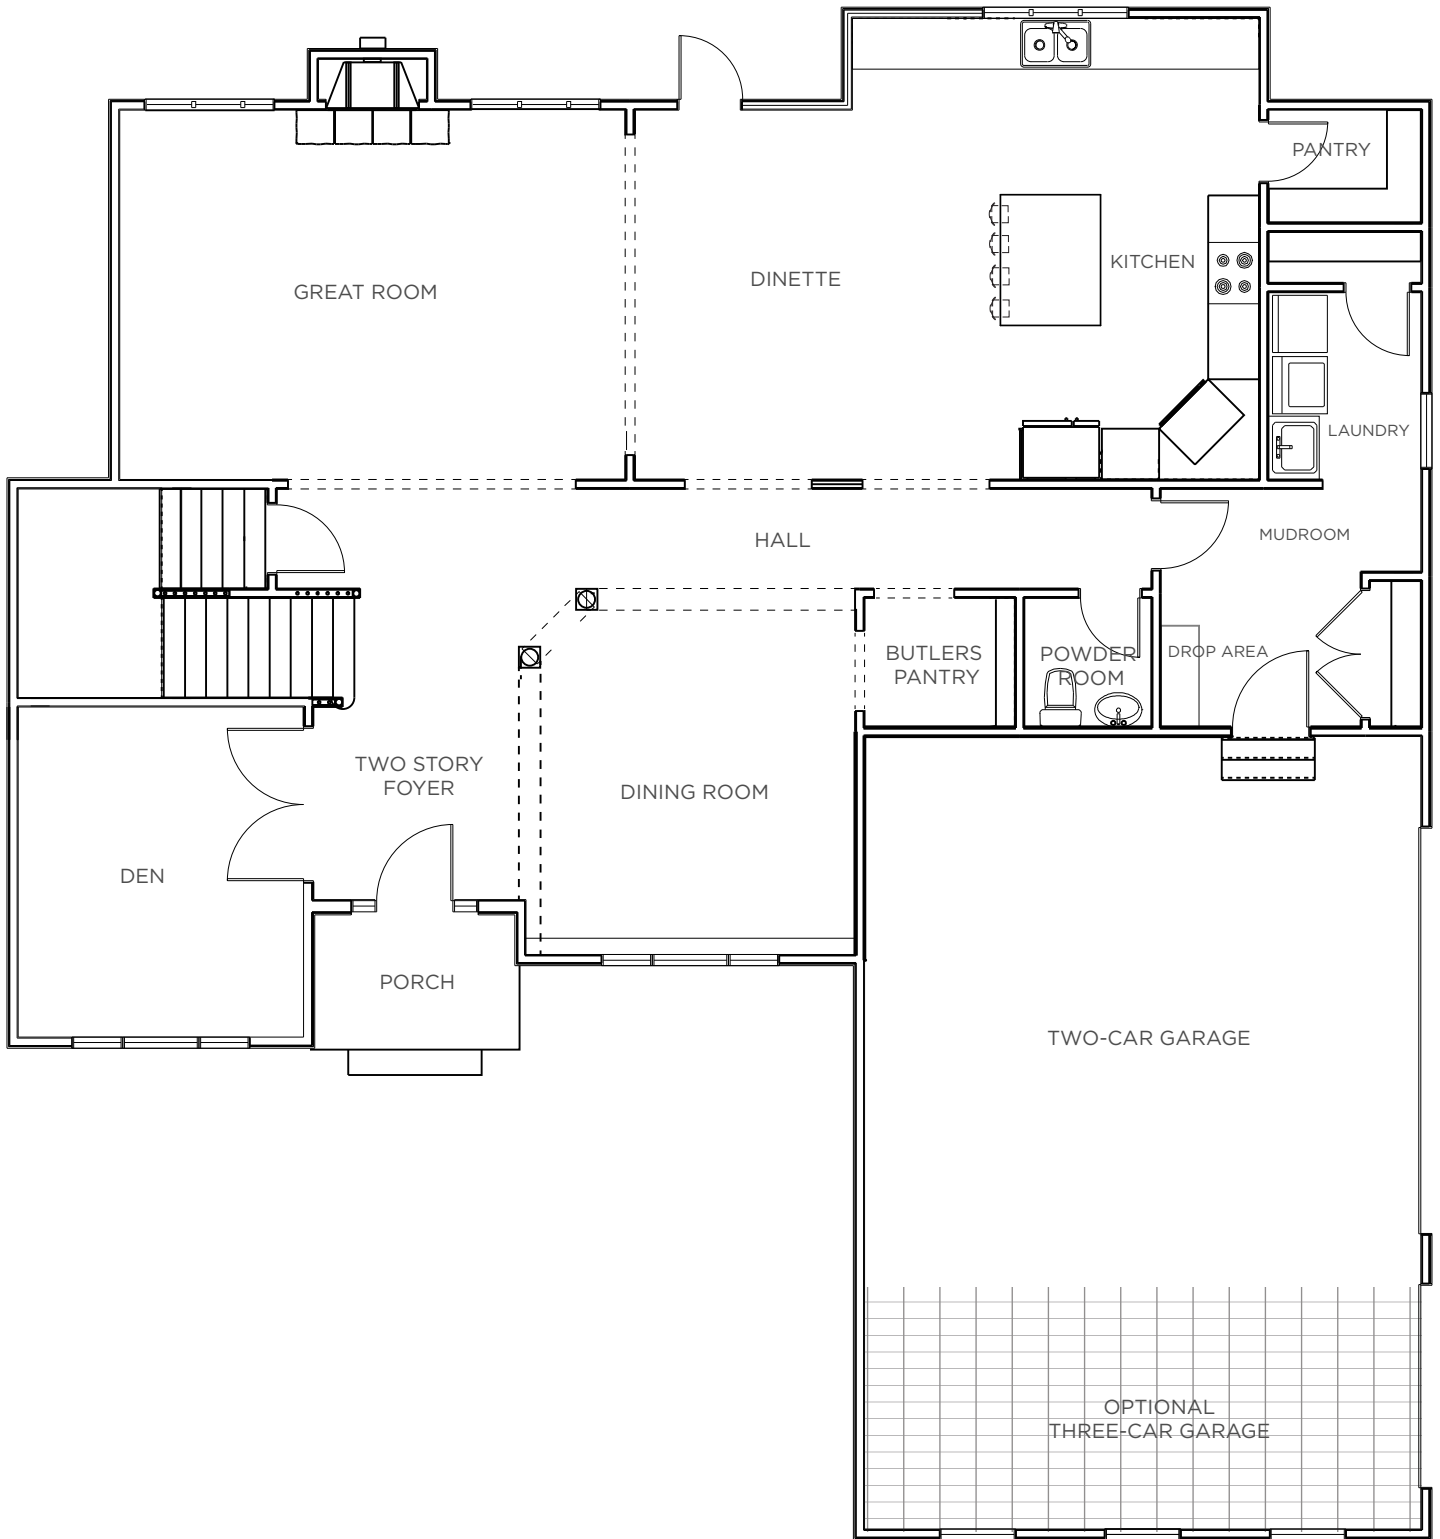 PANTRY
KITCHEN
DINETTE
GREAT ROOM
LAUNDRY
MUDROOM
HALL
BUTLERS
PANTRY
POWDER
ROOM
DROP AREA
TWO STORY
FOYER
DINING ROOM
DEN
PORCH
TWO-CAR GARAGE
OPTIONAL
THREE-CAR GARAGE